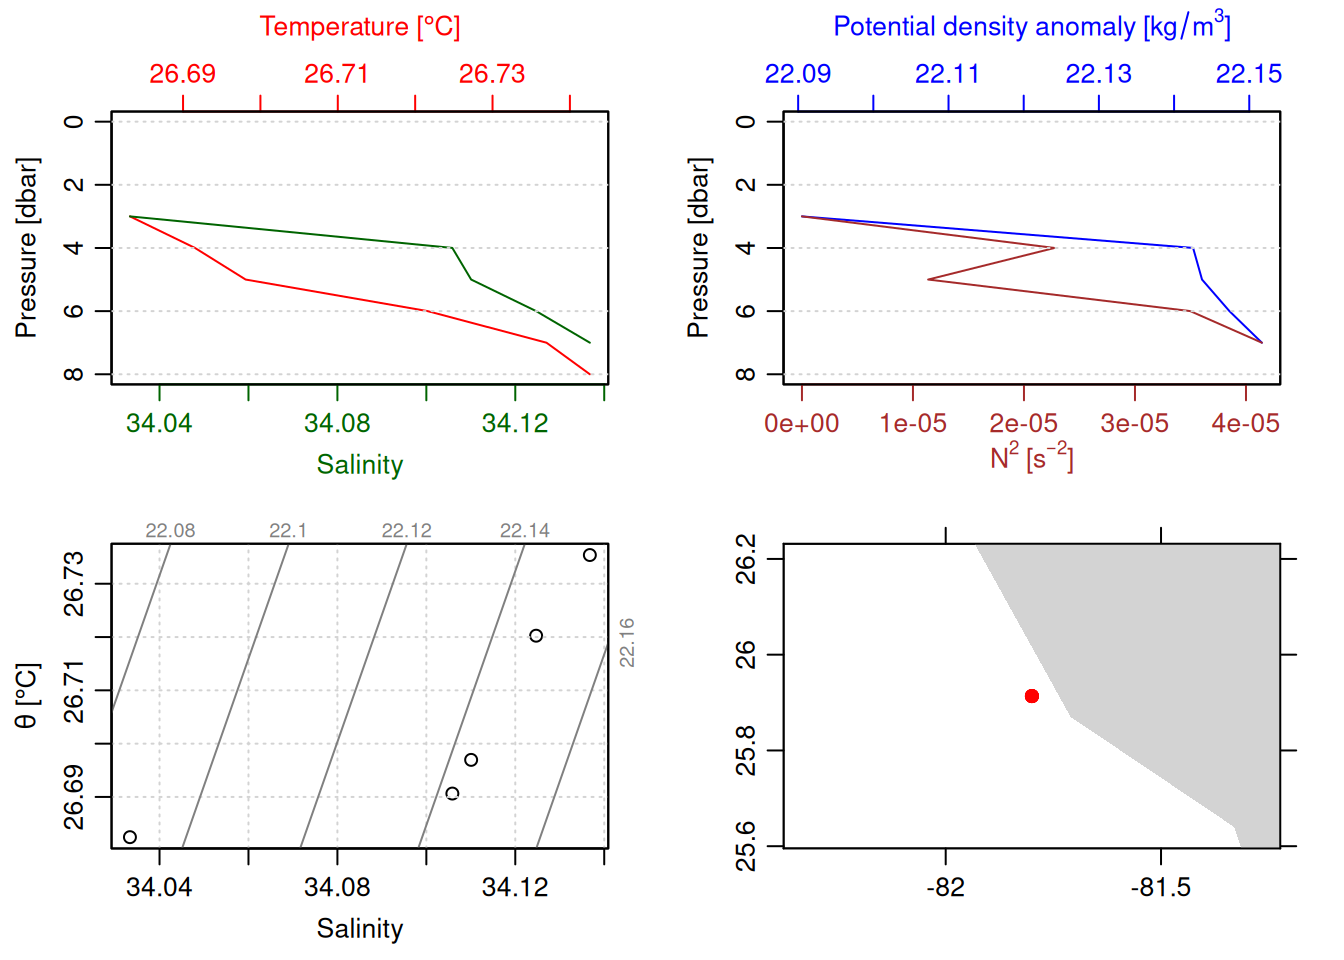 Temperature [°C]
26.69 26.71 26.73
Pressure [dbar]
0
2
4
6
8
34.04 34.08 34.12
Salinity
Potential density anomaly [kg/m³]
22.09 22.11 22.13 22.15
Pressure [dbar]
0
2
4
6
8
0e+00 1e-05 2e-05 3e-05 4e-05
N² [s⁻²]
22.08 22.1 22.12 22.14
22.16
θ [°C]
26.73
26.71
26.69
34.04 34.08 34.12
Salinity
26.2
26
25.8
25.6
-82 -81.5